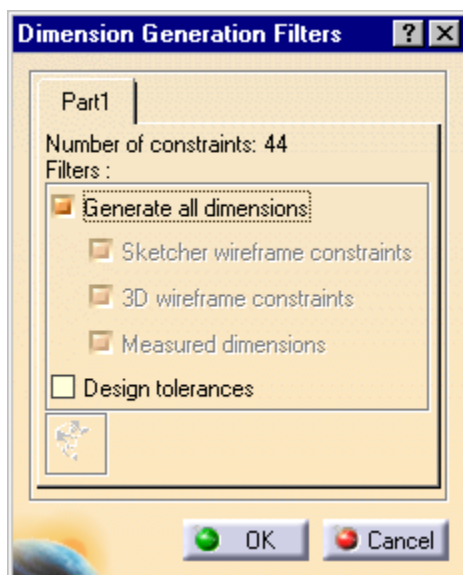 Dimension Generation Filters
Part1
Number of constraints: 44
Filters :
Generate all dimensions
Sketcher wireframe constraints
3D wireframe constraints
Measured dimensions
Design tolerances
OK Cancel